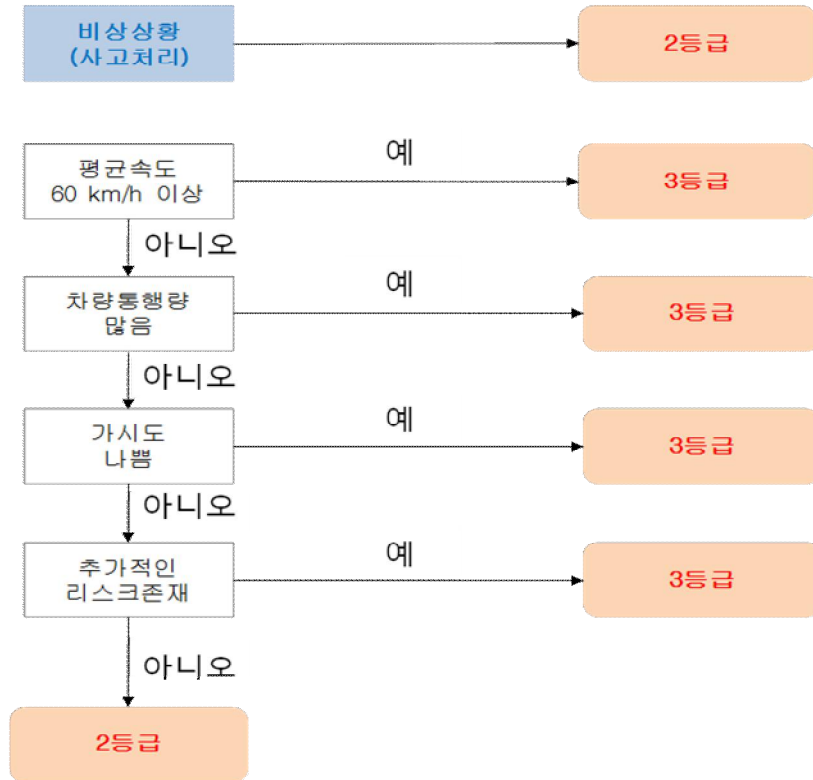 비상상황
(사고처리)
2등급
평균속도
60 km/h 이상
예
3등급
아니오
차량통행량
많음
예
3등급
아니오
가시도
나쁨
예
3등급
아니오
추가적인
리스크존재
예
3등급
아니오
2등급